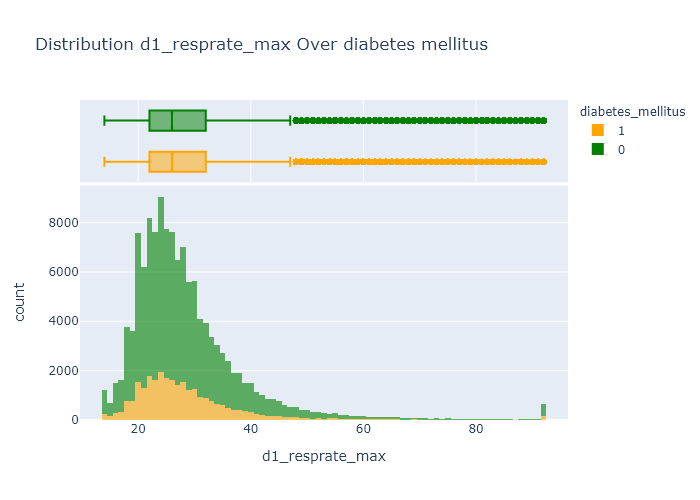 Distribution d1_resprate_max Over diabetes mellitus
diabetes_mellitus
1
0
8000
6000
4000
2000
0
count
20
40
60
80
d1_resprate_max